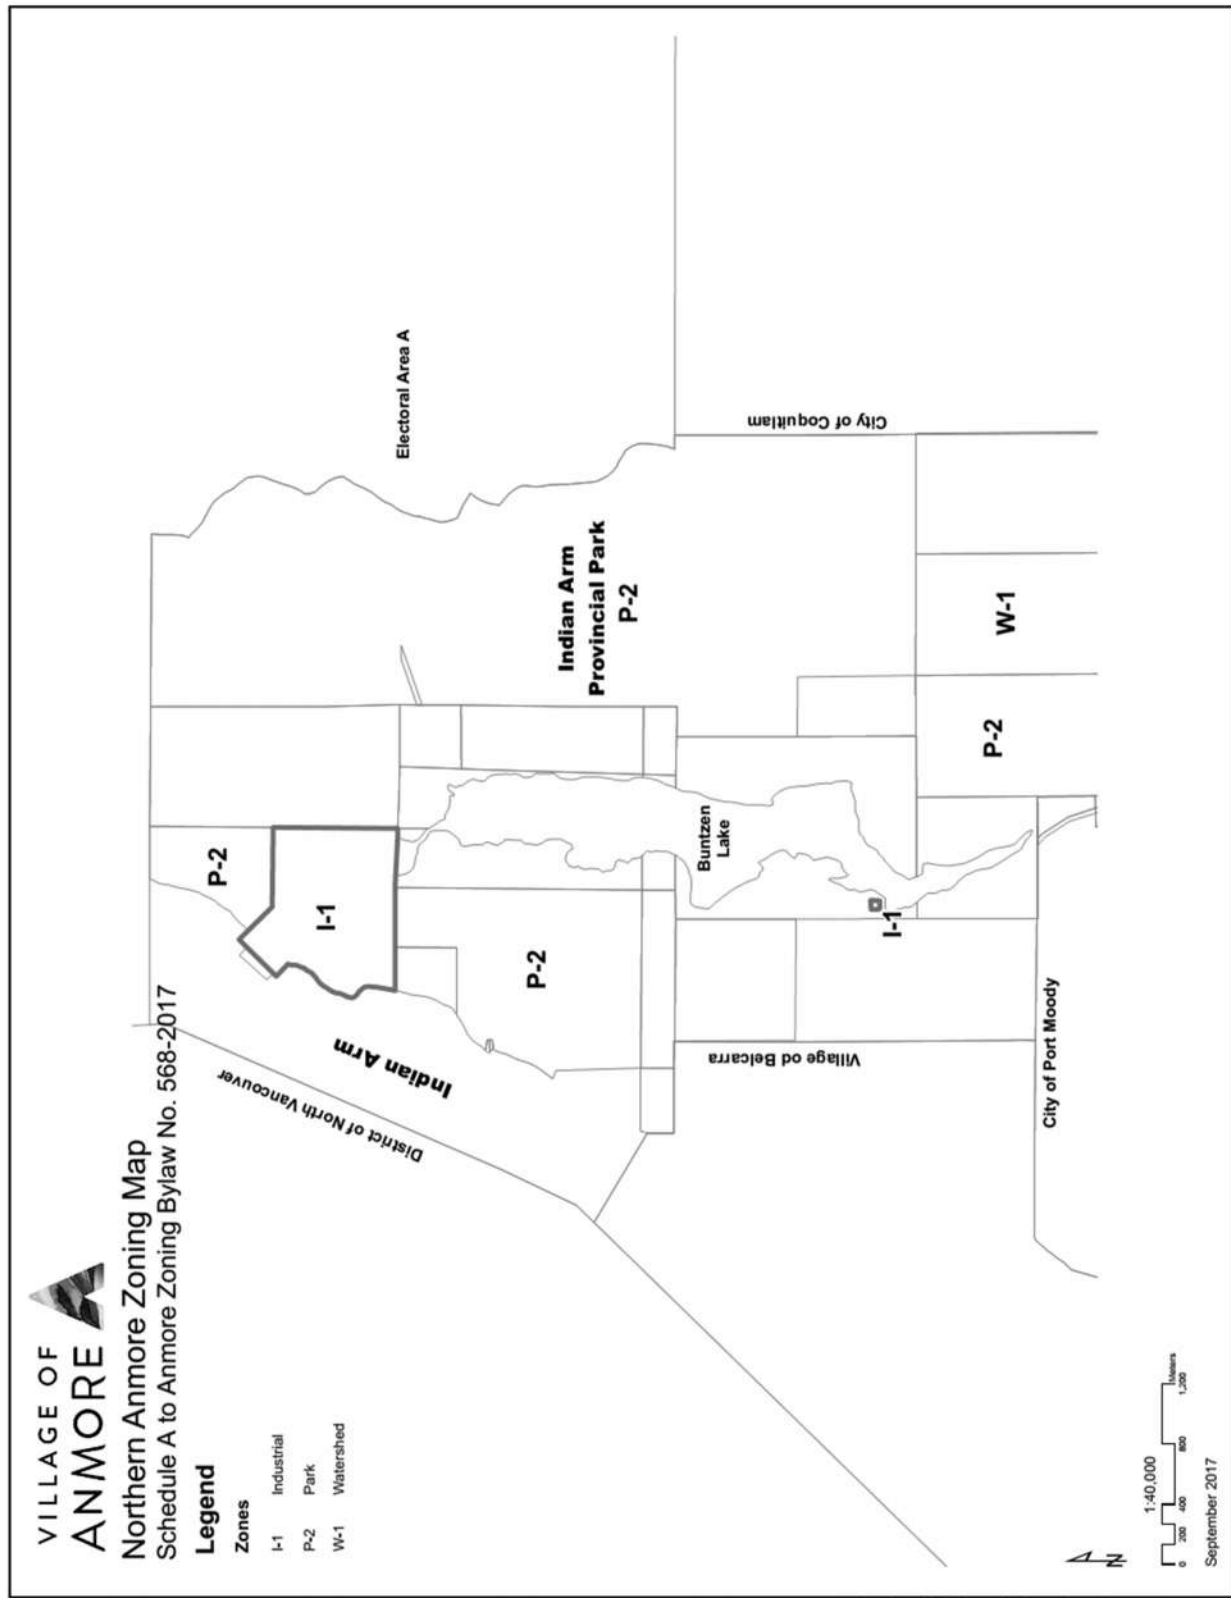 VILLAGE OF
ANMORE
Northern Anmore Zoning Map
Schedule A to Anmore Zoning Bylaw No. 568-2017
Legend
Zones
I-1 Industrial
P-2 Park
W-1 Watershed
District of North Vancouver
Indian Arm
P-2
I-1
P-2
Electoral Area A
Indian Arm
Provincial Park
P-2
Buntzen
Lake
Village od Belcarra
City of Coquitlam
I-1
P-2
W-1
City of Port Moody
N
1:40,000
0 200 400 800 1,200
Meters
September 2017